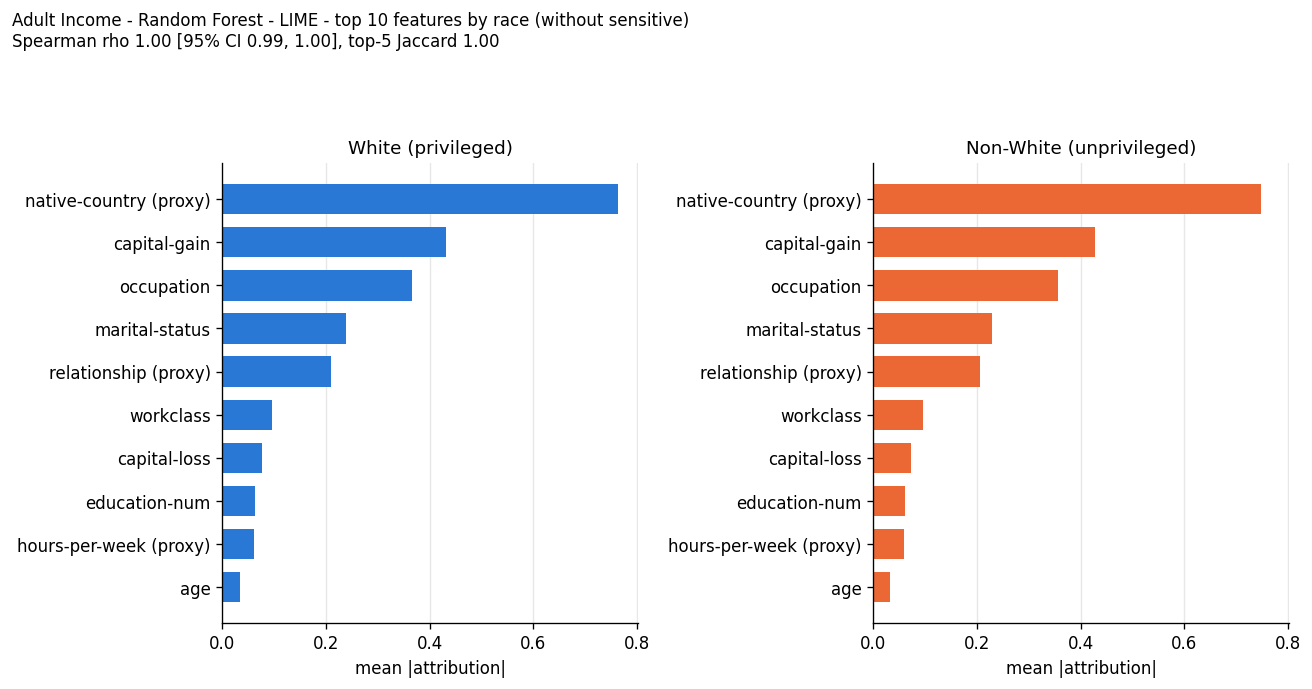 Adult Income - Random Forest - LIME - top 10 features by race (without sensitive)
Spearman rho 1.00 [95% CI 0.99, 1.00], top-5 Jaccard 1.00
White (privileged)
native-country (proxy)
capital-gain
occupation
marital-status
relationship (proxy)
workclass
capital-loss
education-num
hours-per-week (proxy)
age
0.0 0.2 0.4 0.6 0.8
mean |attribution|
Non-White (unprivileged)
native-country (proxy)
capital-gain
occupation
marital-status
relationship (proxy)
workclass
capital-loss
education-num
hours-per-week (proxy)
age
0.0 0.2 0.4 0.6 0.8
mean |attribution|